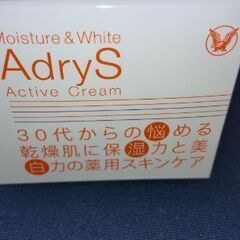 Moisture & White
AdryS
Active Cream
30代からの悩める
乾燥肌に保湿力と美
白力の薬用スキンケア